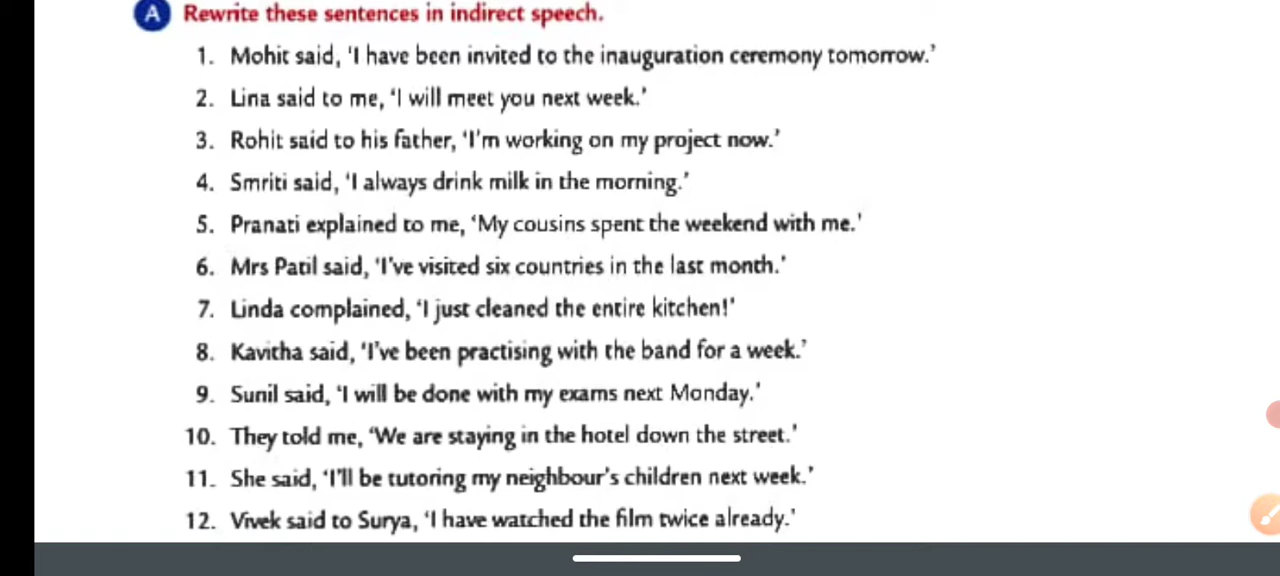 A Rewrite these sentences in indirect speech.
1. Mohit said, ‘I have been invited to the inauguration ceremony tomorrow.’
2. Lina said to me, ‘I will meet you next week.’
3. Rohit said to his father, ‘I'm working on my project now.’
4. Smriti said, ‘I always drink milk in the morning.’
5. Pranati explained to me, ‘My cousins spent the weekend with me.’
6. Mrs Patil said, ‘I've visited six countries in the last month.’
7. Linda complained, ‘I just cleaned the entire kitchen!’
8. Kavitha said, ‘I've been practising with the band for a week.’
9. Sunil said, ‘I will be done with my exams next Monday.’
10. They told me, ‘We are staying in the hotel down the street.’
11. She said, ‘I'll be tutoring my neighbour's children next week.’
12. Vivek said to Surya, ‘I have watched the film twice already.’